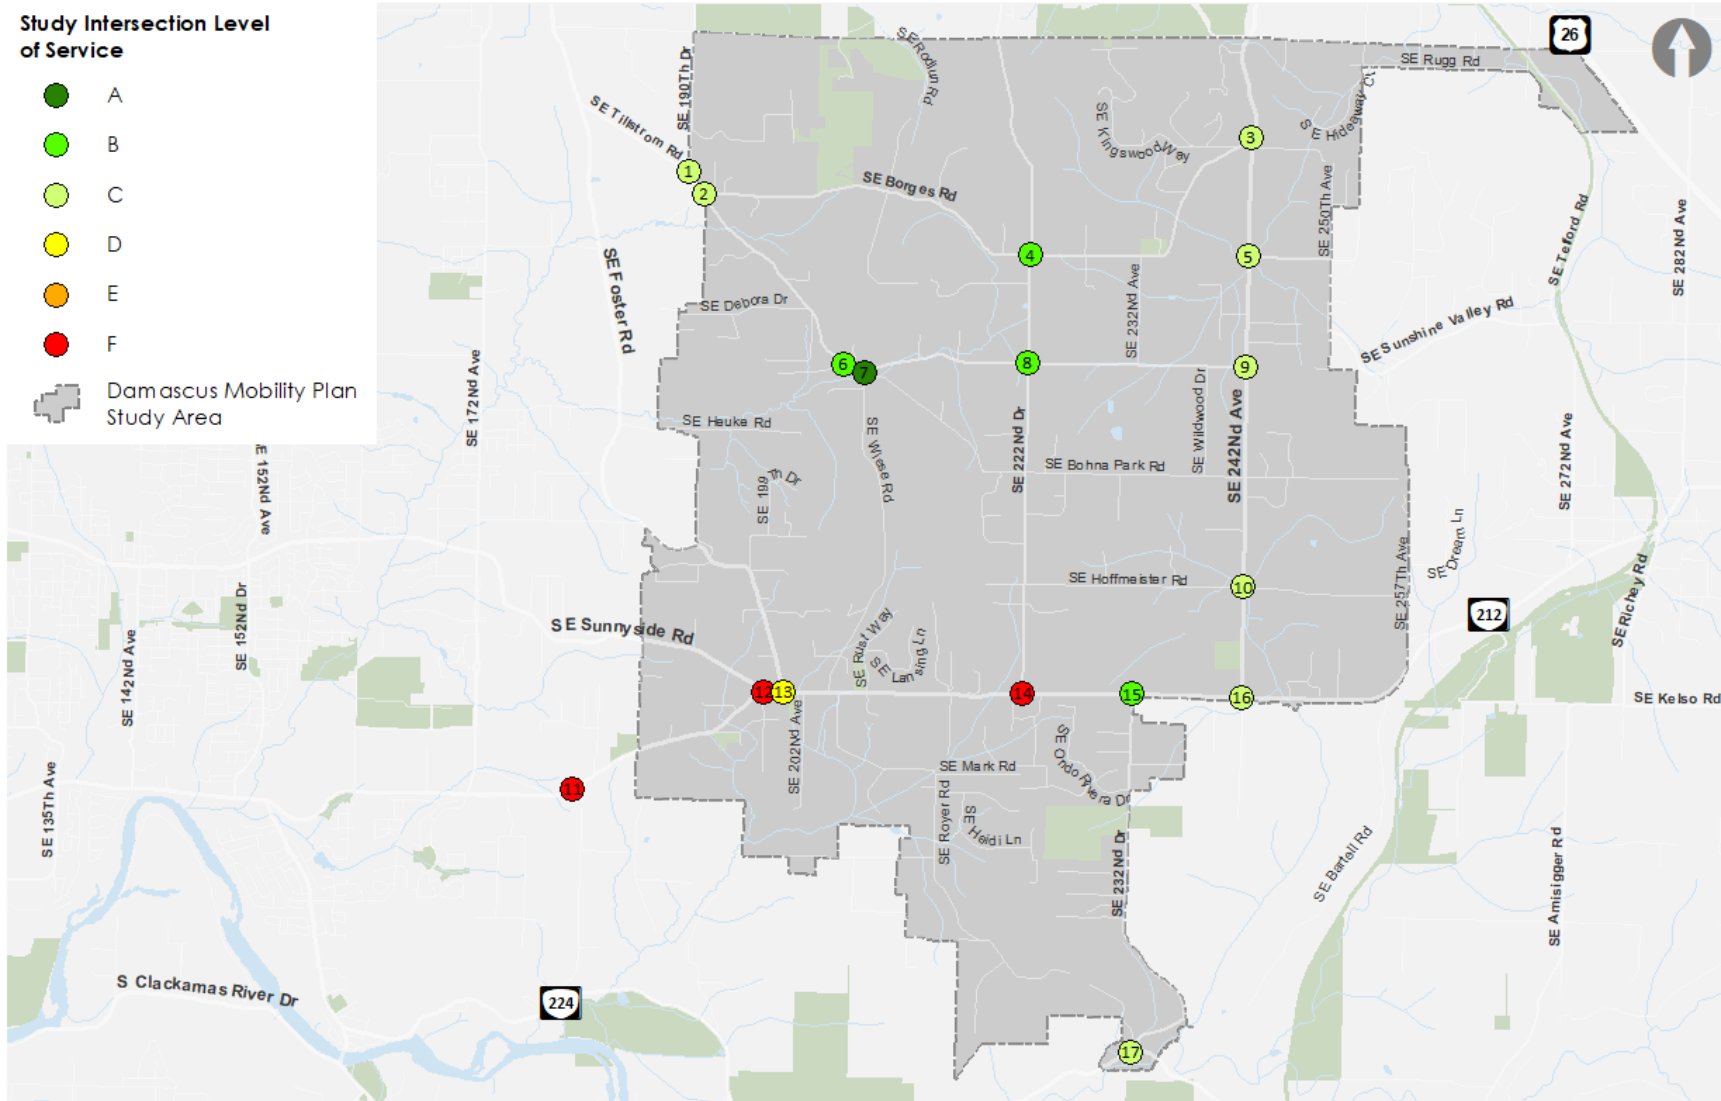 Study Intersection Level
of Service
A
B
C
D
E
F
Damascus Mobility Plan
Study Area
26
SE Rugg Rd
SE Rodlun Rd
SE 190Th Dr
SE Tillstrom Rd
SE Kingswood Way
SE Hideaway Ct
3
1
2
SE Borges Rd
SE 250Th Ave
SE Teford Rd
SE 282Nd Ave
4
5
SE Foster Rd
SE Debora Dr
SE 232Nd Ave
SE Sunshine Valley Rd
6
7
8
9
SE 172Nd Ave
SE Heuke Rd
SE Wiese Rd
SE 222Nd Dr
SE Wildwood Dr
SE 242Nd Ave
SE 272Nd Ave
SE Bohna Park Rd
E 152Nd Ave
SE 199
Dr
SE Dream Ln
SE Hoffmeister Rd
10
SE 257Th Ave
212
SE Richey Rd
SE 152Nd Dr
SE 142Nd Ave
SE Sunnyside Rd
SE Rust Way
SE Lansing Ln
12
13
14
15
16
SE Kelso Rd
SE 202Nd Ave
SE Ondo Rivera Dr
SE Mark Rd
11
SE 135Th Ave
SE Royer Rd
SE Heidi Ln
SE 232Nd Dr
SE Bartell Rd
SE Amisigger Rd
S Clackamas River Dr
224
17